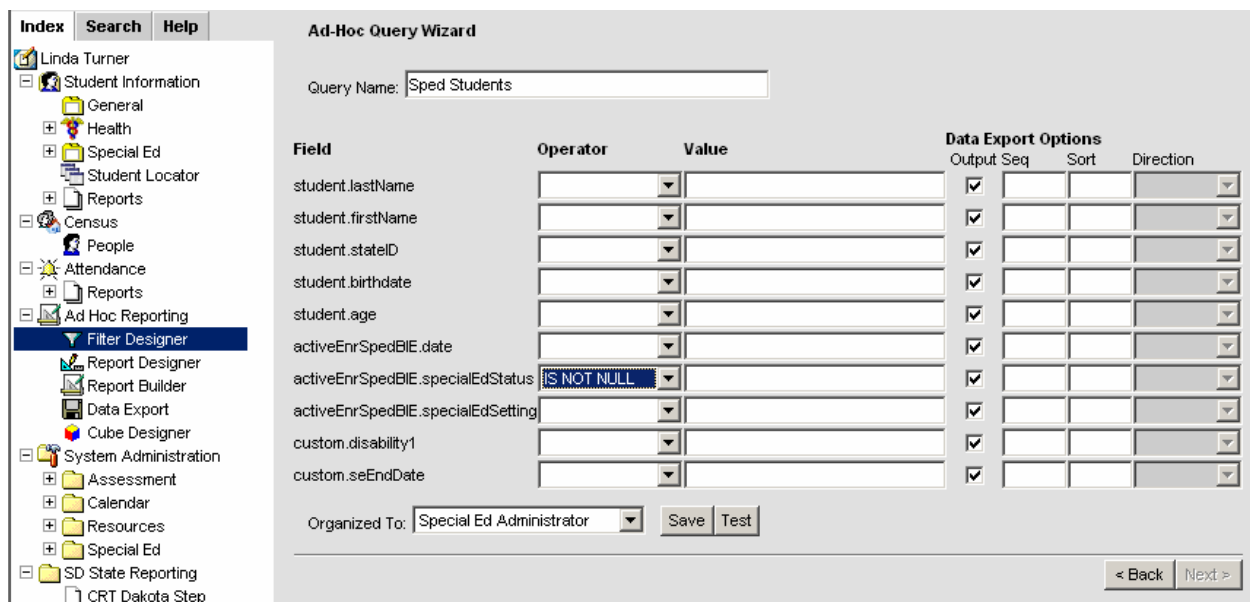 Index Search Help
Linda Turner
Student Information
General
Health
Special Ed
Student Locator
Reports
Census
People
Attendance
Reports
Ad Hoc Reporting
Filter Designer
Report Designer
Report Builder
Data Export
Cube Designer
System Administration
Assessment
Calendar
Resources
Special Ed
SD State Reporting
CRT Dakota Step
Ad-Hoc Query Wizard
Query Name: Sped Students
Data Export Options
Field Operator Value Output Seq Sort Direction
student.lastName
student.firstName
student.stateID
student.birthdate
student.age
activeEnrSpedBIE.date
activeEnrSpedBIE.specialEdStatus IS NOT NULL
activeEnrSpedBIE.specialEdSetting
custom.disability1
custom.seEndDate
Organized To: Special Ed Administrator Save Test
< Back Next >